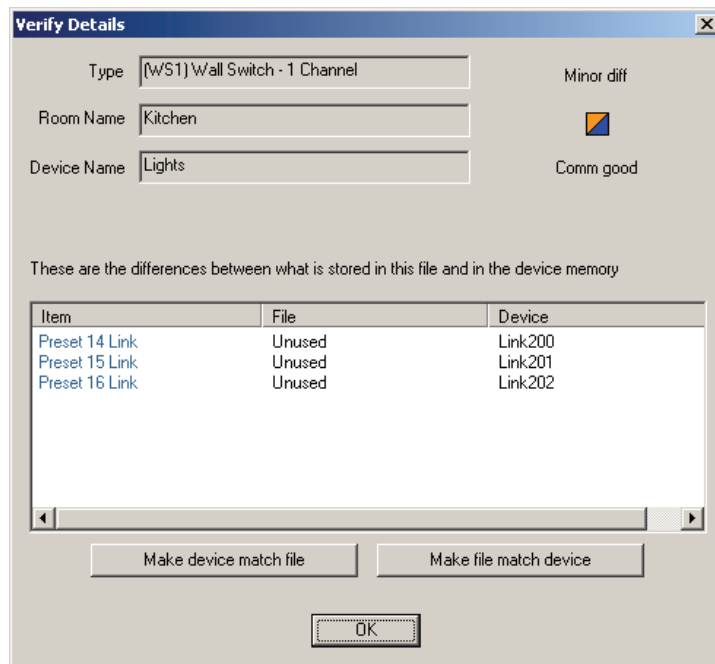 Verify Details
Type (WS1) Wall Switch - 1 Channel
Minor diff
Room Name Kitchen
Device Name Lights
Comm good
These are the differences between what is stored in this file and in the device memory
Item File Device
Preset 14 Link Unused Link200
Preset 15 Link Unused Link201
Preset 16 Link Unused Link202
Make device match file Make file match device
OK